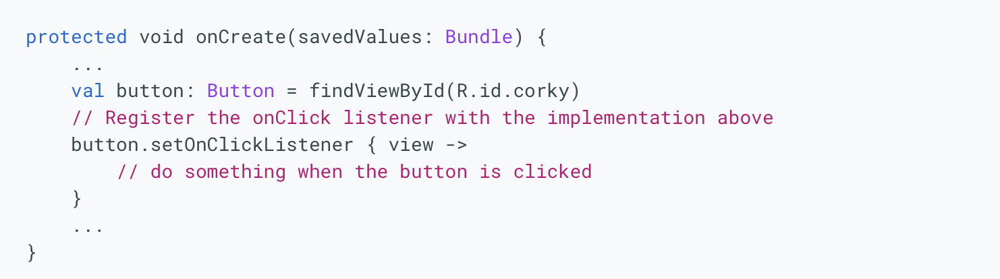 protected void onCreate(savedValues: Bundle) {
    ...
    val button: Button = findViewById(R.id.corky)
    // Register the onClick listener with the implementation above
    button.setOnClickListener { view ->
        // do something when the button is clicked
    }
    ...
}